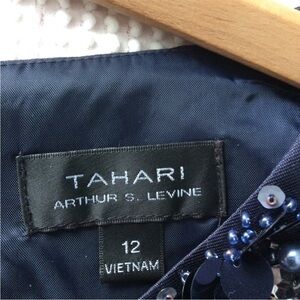 TAHARI
ARTHUR S. LEVINE
12
VIETNAM